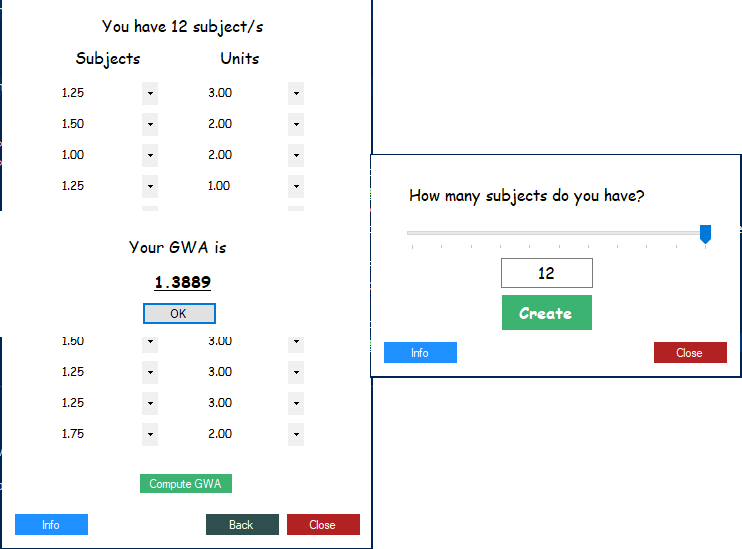 You have 12 subject/s
Subjects Units
1.25 3.00
1.50 2.00
1.00 2.00
1.25 1.00
Your GWA is
1.3889
OK
1.50 3.00
1.25 3.00
1.25 3.00
1.75 2.00
Compute GWA
Info Back Close
How many subjects do you have?
12
Create
Info Close